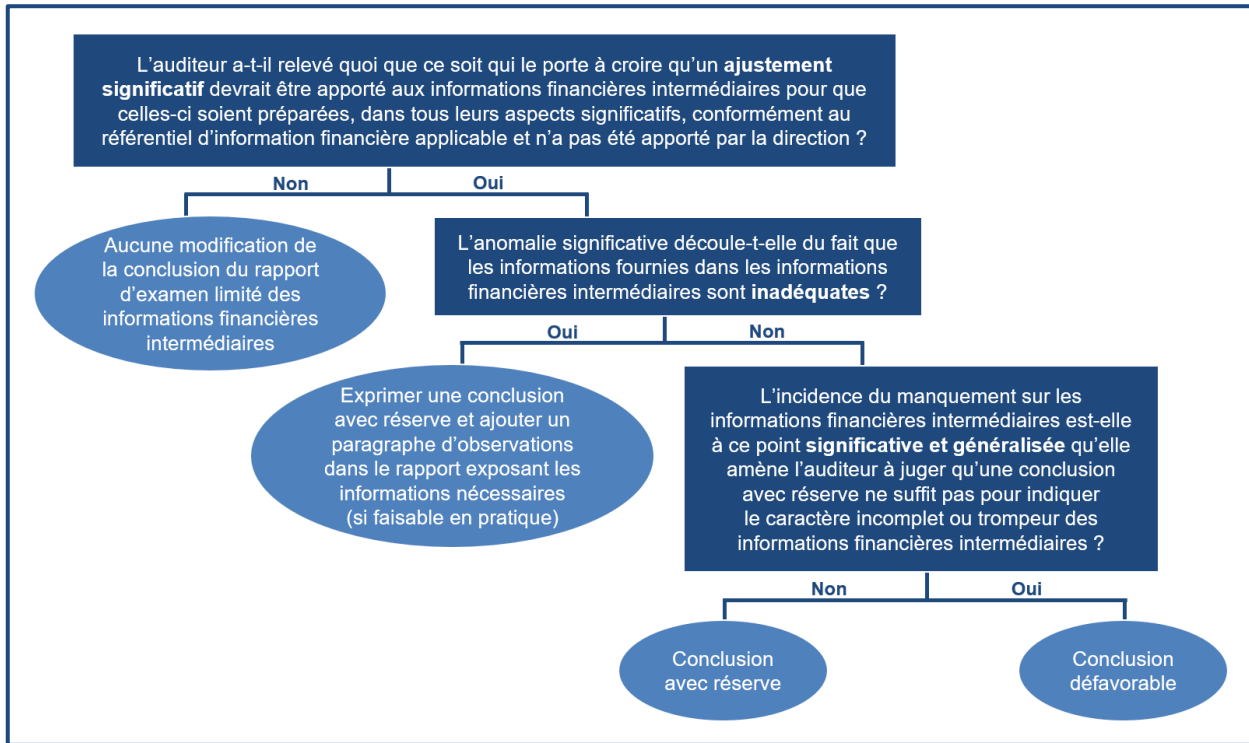 L'auditeur a-t-il relevé quoi que ce soit qui le porte à croire qu'un ajustement
significatif devrait être apporté aux informations financières intermédiaires pour que
celles-ci soient préparées, dans tous leurs aspects significatifs, conformément au
référentiel d'information financière applicable et n'a pas été apporté par la direction ?
Non
Oui
Aucune modification de
la conclusion du rapport
d'examen limité des
informations financières
intermédiaires
L'anomalie significative découle-t-elle du fait que
les informations fournies dans les informations
financières intermédiaires sont inadéquates ?
Oui
Non
Exprimer une conclusion
avec réserve et ajouter un
paragraphe d'observations
dans le rapport exposant les
informations nécessaires
(si faisable en pratique)
L'incidence du manquement sur les
informations financières intermédiaires est-elle
à ce point significative et généralisée qu'elle
amène l'auditeur à juger qu'une conclusion
avec réserve ne suffit pas pour indiquer
le caractère incomplet ou trompeur des
informations financières intermédiaires ?
Non
Oui
Conclusion
avec réserve
Conclusion
défavorable